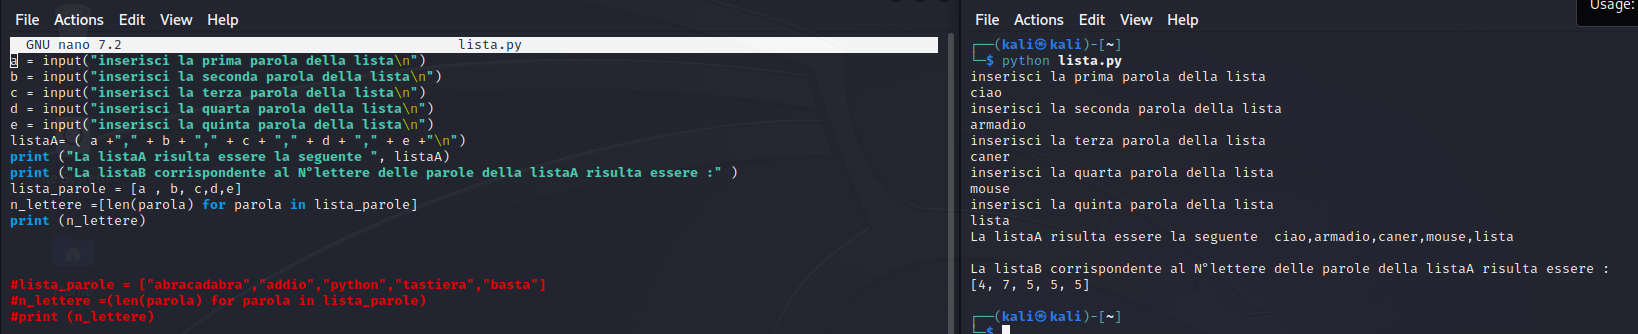 File Actions Edit View Help
GNU nano 7.2 lista.py
a = input("inserisci la prima parola della lista\n")
b = input("inserisci la seconda parola della lista\n")
c = input("inserisci la terza parola della lista\n")
d = input("inserisci la quarta parola della lista\n")
e = input("inserisci la quinta parola della lista\n")
listaA= ( a +"," + b + "," + c + "," + d + "," + e +"\n")
print ("La listaA risulta essere la seguente ", listaA)
print ("La listaB corrispondente al N°lettere delle parole della listaA risulta essere :" )
lista_parole = [a , b, c,d,e]
n_lettere =[len(parola) for parola in lista_parole]
print (n_lettere)
#lista_parole = ["abracadabra","addio","python","tastiera","basta"]
#n_lettere =(len(parola) for parola in lista_parole)
#print (n_lettere)
Usage:
File Actions Edit View Help
┌──(kali㉿kali)-[~]
└─$ python lista.py
inserisci la prima parola della lista
ciao
inserisci la seconda parola della lista
armadio
inserisci la terza parola della lista
caner
inserisci la quarta parola della lista
mouse
inserisci la quinta parola della lista
lista
La listaA risulta essere la seguente  ciao,armadio,caner,mouse,lista
La listaB corrispondente al N°lettere delle parole della listaA risulta essere :
[4, 7, 5, 5, 5]
┌──(kali㉿kali)-[~]
└─$